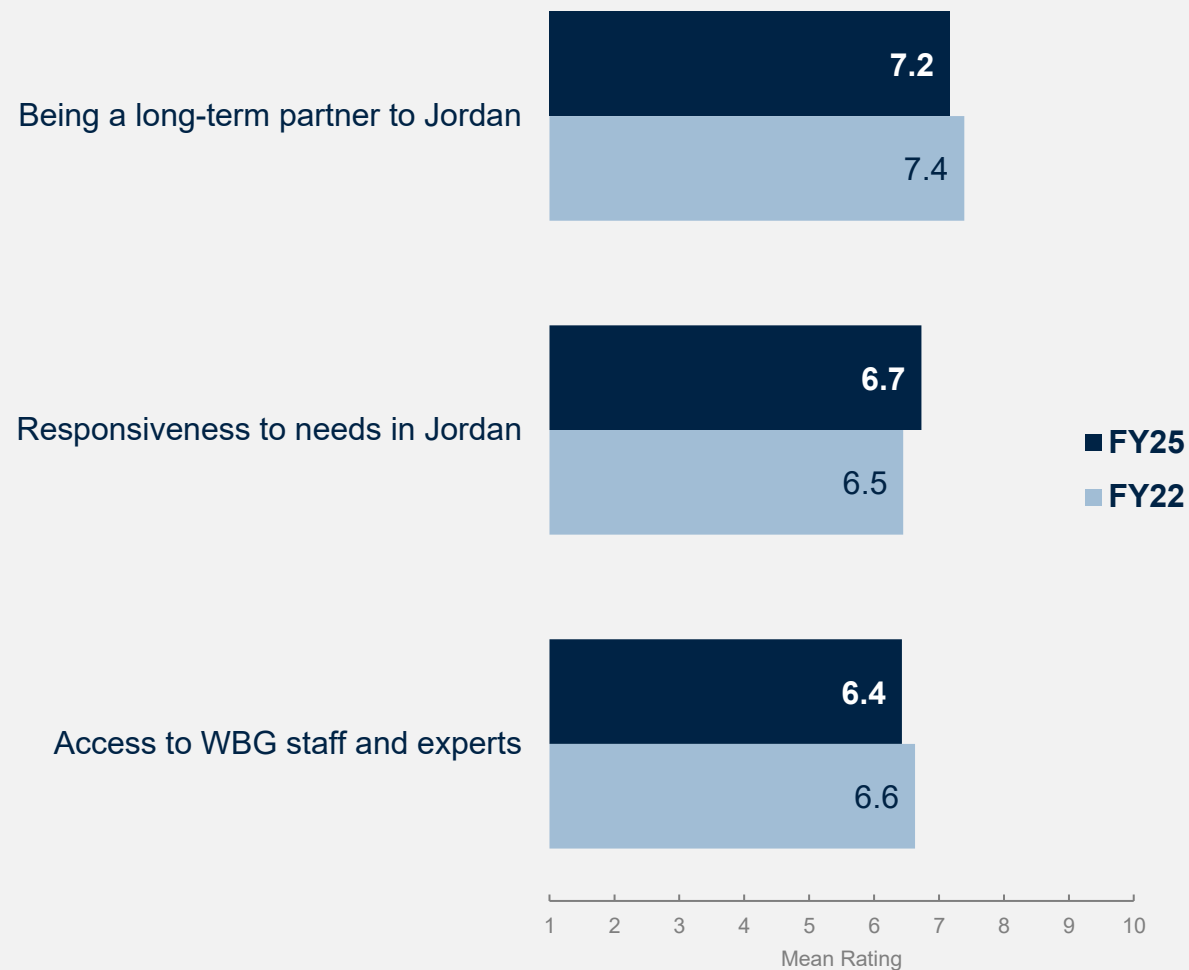 7.2
Being a long-term partner to Jordan
7.4
6.7
Responsiveness to needs in Jordan
6.5
FY25
FY22
6.4
Access to WBG staff and experts
6.6
1 2 3 4 5 6 7 8 9 10
Mean Rating